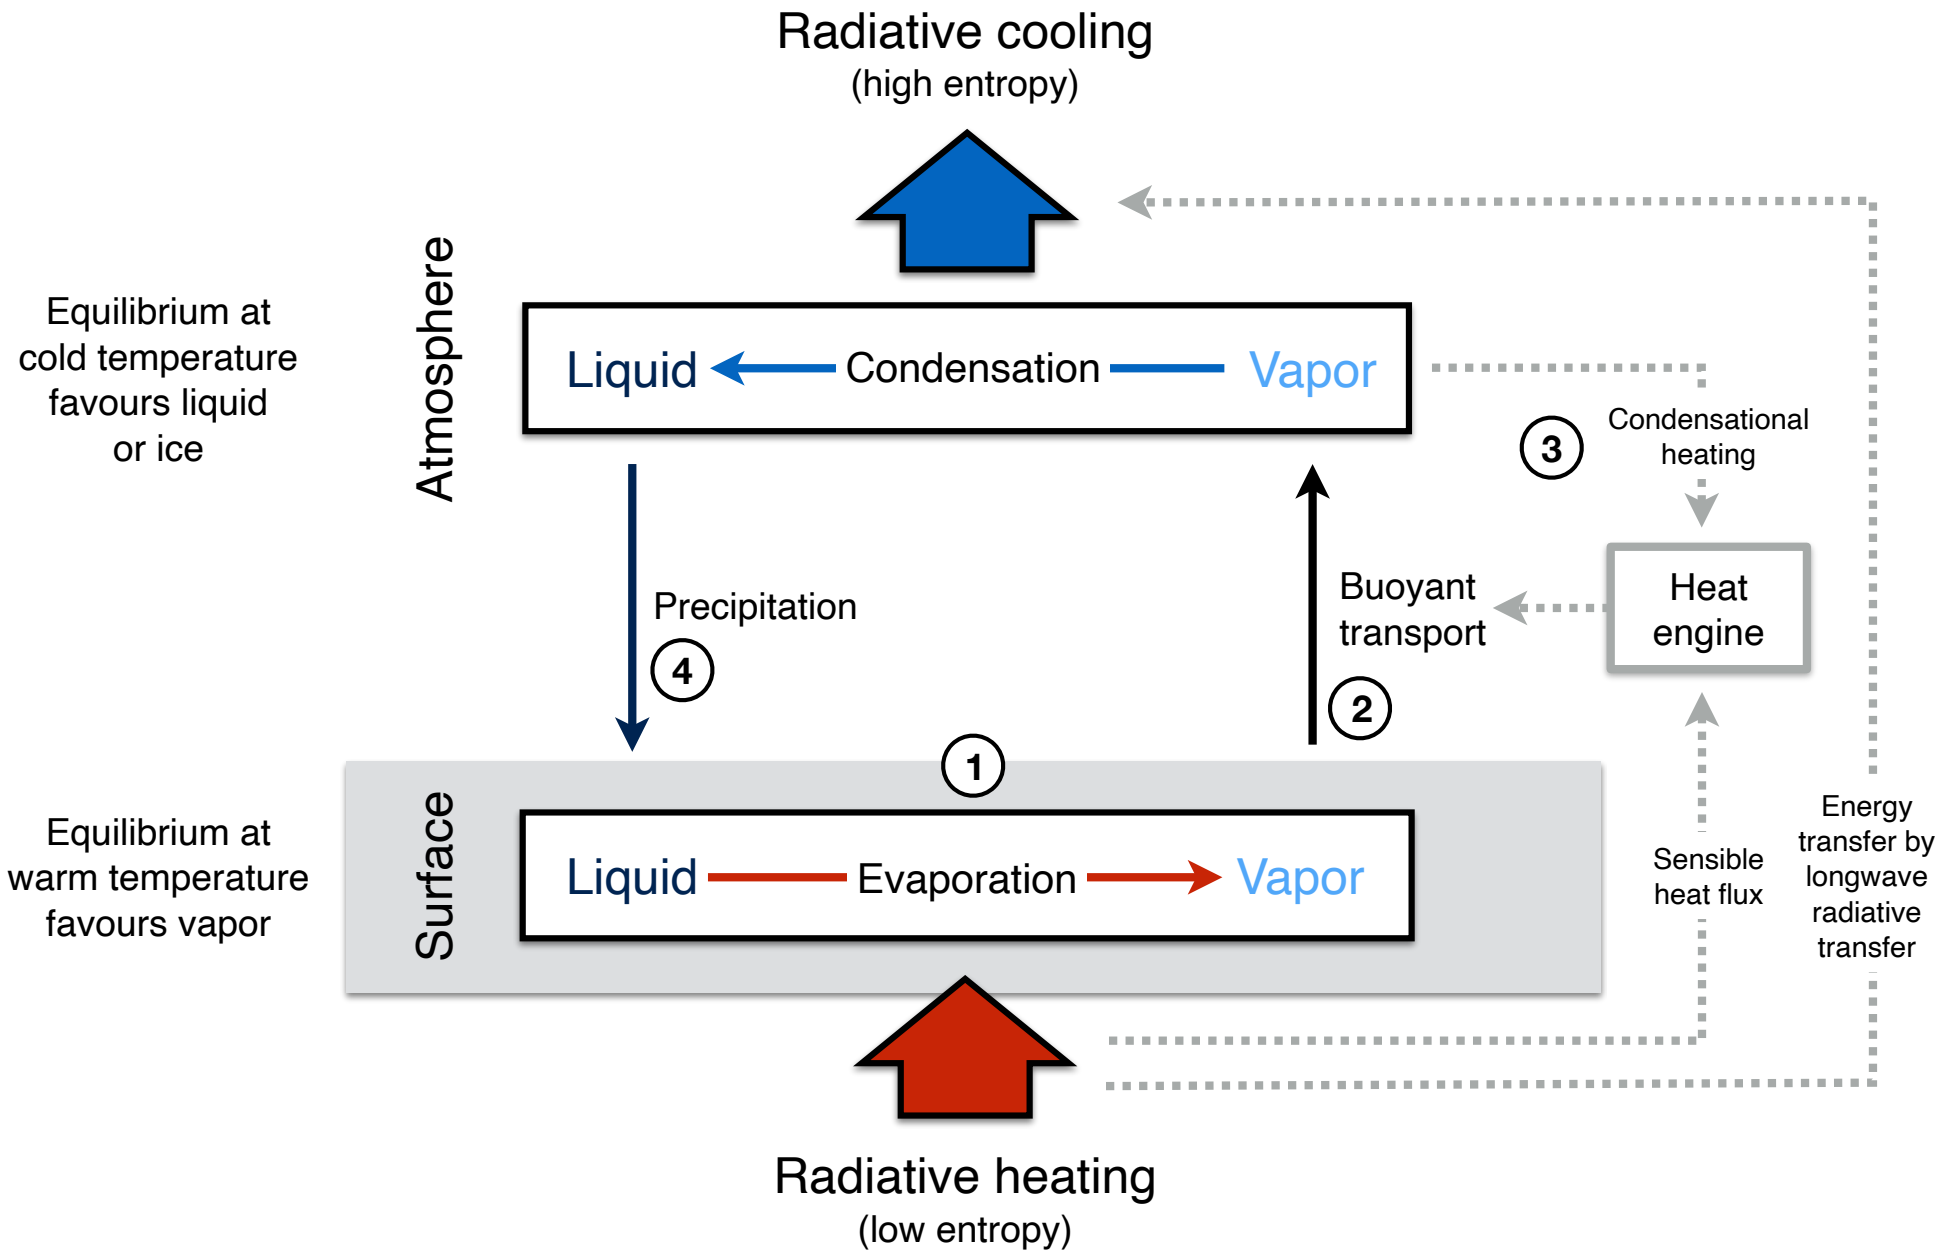 Radiative cooling
(high entropy)
Equilibrium at
cold temperature
favours liquid
or ice
Atmosphere
Liquid
Condensation
Vapor
3
Condensational
heating
Precipitation
4
Buoyant
transport
2
Heat
engine
1
Equilibrium at
warm temperature
favours vapor
Surface
Liquid
Evaporation
Vapor
Sensible
heat flux
Energy
transfer by
longwave
radiative
transfer
Radiative heating
(low entropy)